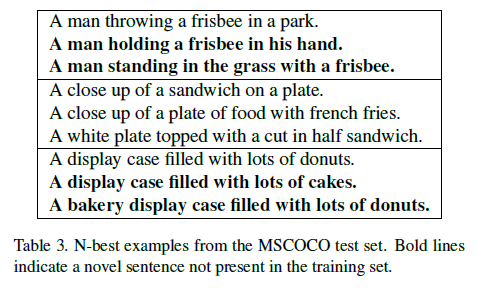 A man throwing a frisbee in a park.
A man holding a frisbee in his hand.
A man standing in the grass with a frisbee.
A close up of a sandwich on a plate.
A close up of a plate of food with french fries.
A white plate topped with a cut in half sandwich.
A display case filled with lots of donuts.
A display case filled with lots of cakes.
A bakery display case filled with lots of donuts.
Table 3. N-best examples from the MSCOCO test set. Bold lines
indicate a novel sentence not present in the training set.